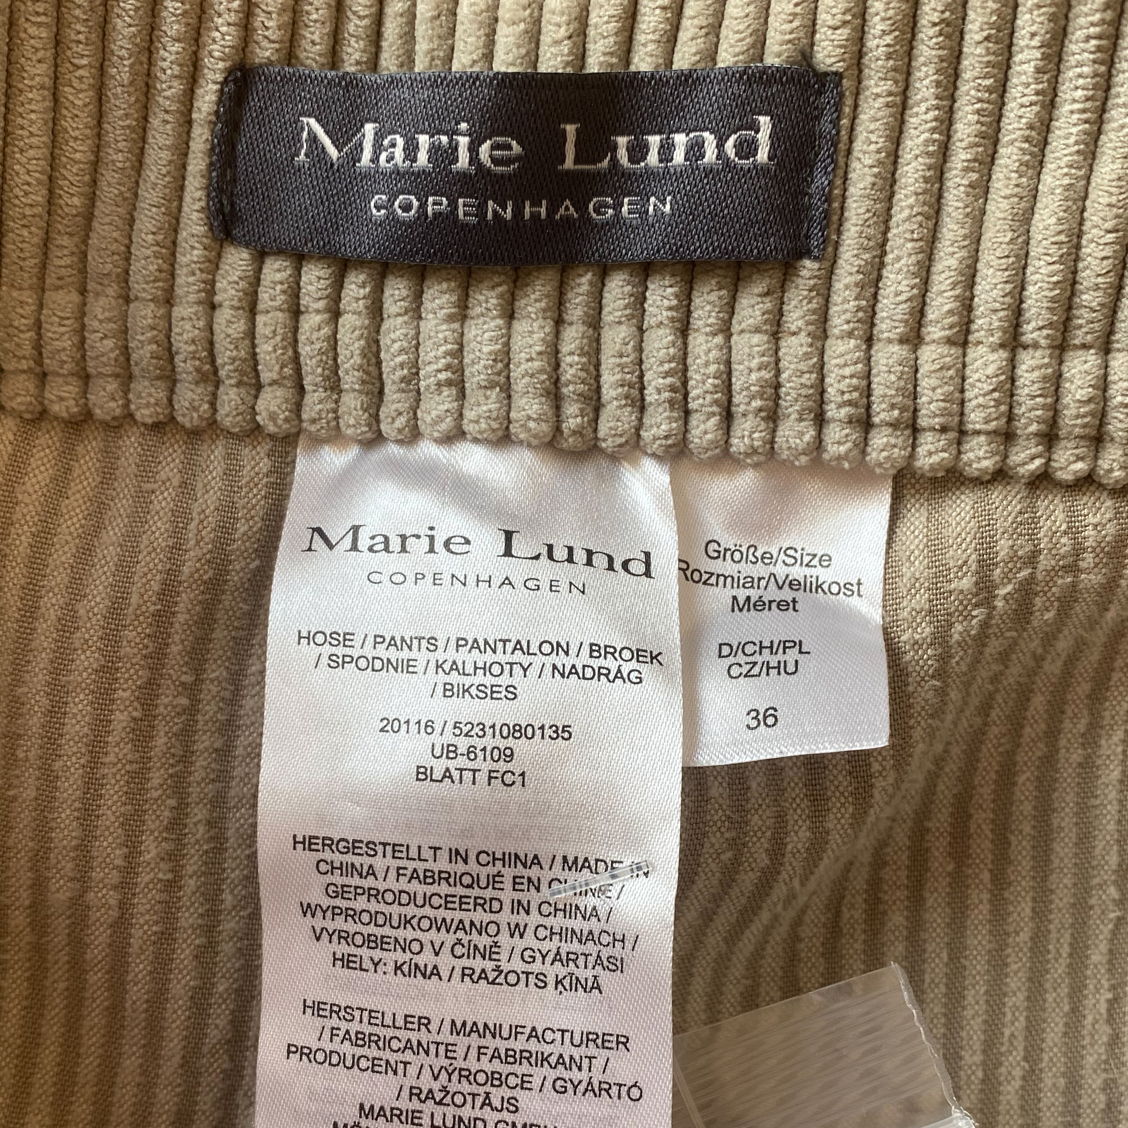 Marie Lund
COPENHAGEN
Marie Lund
COPENHAGEN
HOSE / PANTS / PANTALON / BROEK
/ SPODNIE / KALHOTY / NADRÁG
/ BIKSES
20116 / 5231080135
UB-6109
BLATT FC1
HERGESTELLT IN CHINA / MADE IN
CHINA / FABRIQUÉ EN CHINE /
GEPRODUCEERD IN CHINA /
WYPRODUKOWANO W CHINACH /
VYROBENO V ČÍNĚ / GYÁRTÁSI
HELY: KÍNA / RAŽOTS ĶĪNĀ
HERSTELLER / MANUFACTURER
/ FABRICANTE / FABRIKANT /
PRODUCENT / VÝROBCE / GYÁRTÓ
/ RAŽOTĀJS
MARIE LUND GMBH
Größe/Size
Rozmiar/Velikost
Méret
D/CH/PL
CZ/HU
36